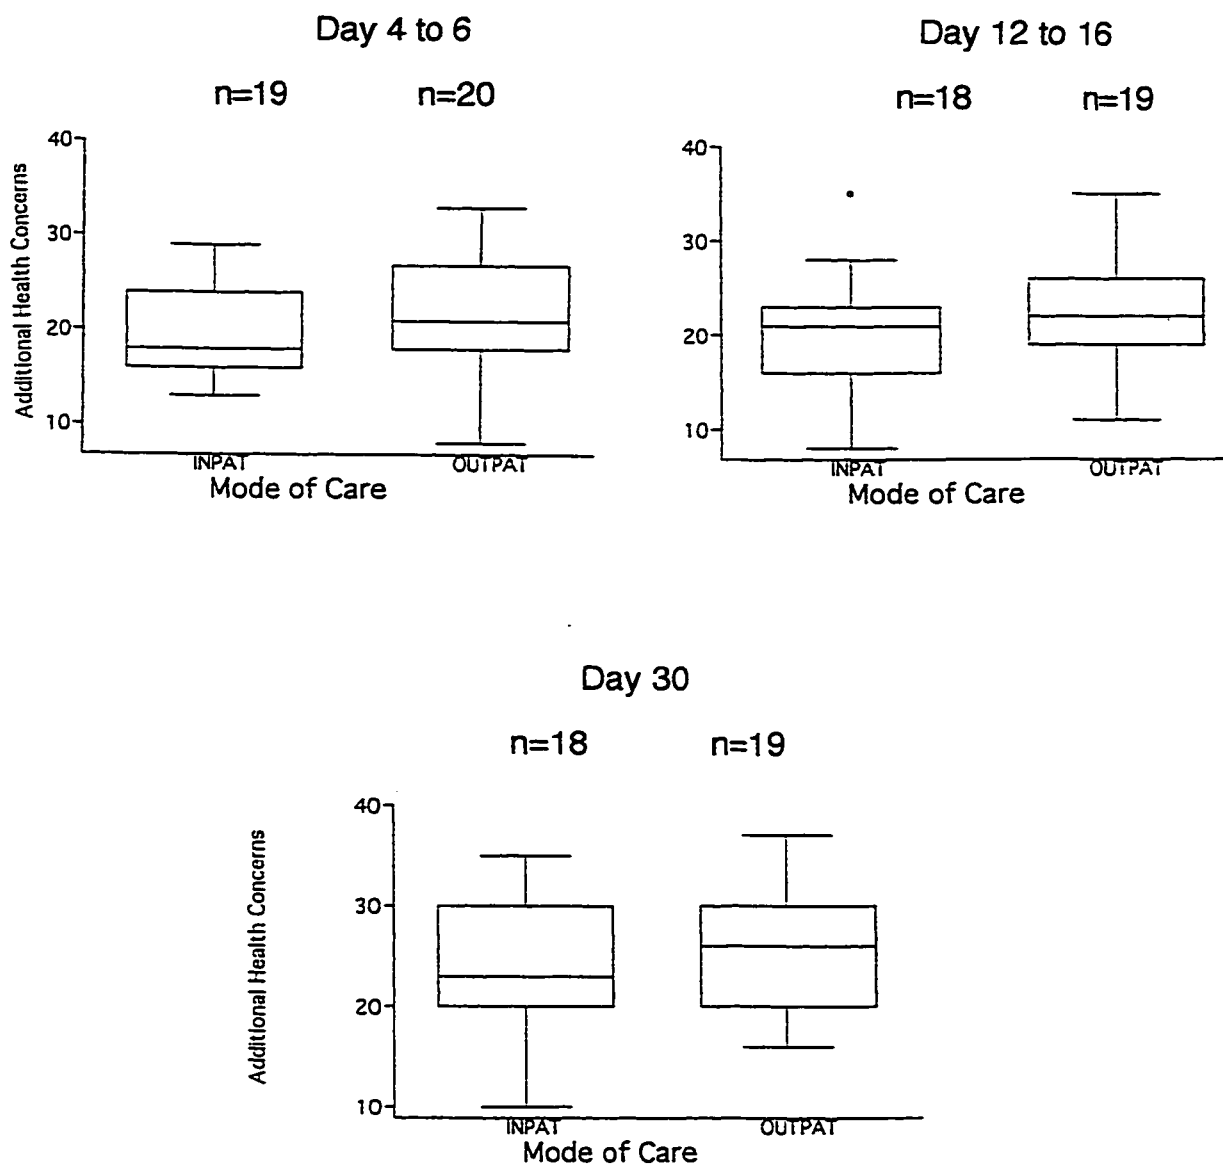 Day 4 to 6
n=19 n=20
40
30
20
10
Additional Health Concerns
INPAT OUTPAT
Mode of Care
Day 12 to 16
n=18 n=19
40
30
20
10
INPAT OUTPAT
Mode of Care
Day 30
n=18 n=19
40
30
20
10
Additional Health Concerns
INPAT OUTPAT
Mode of Care